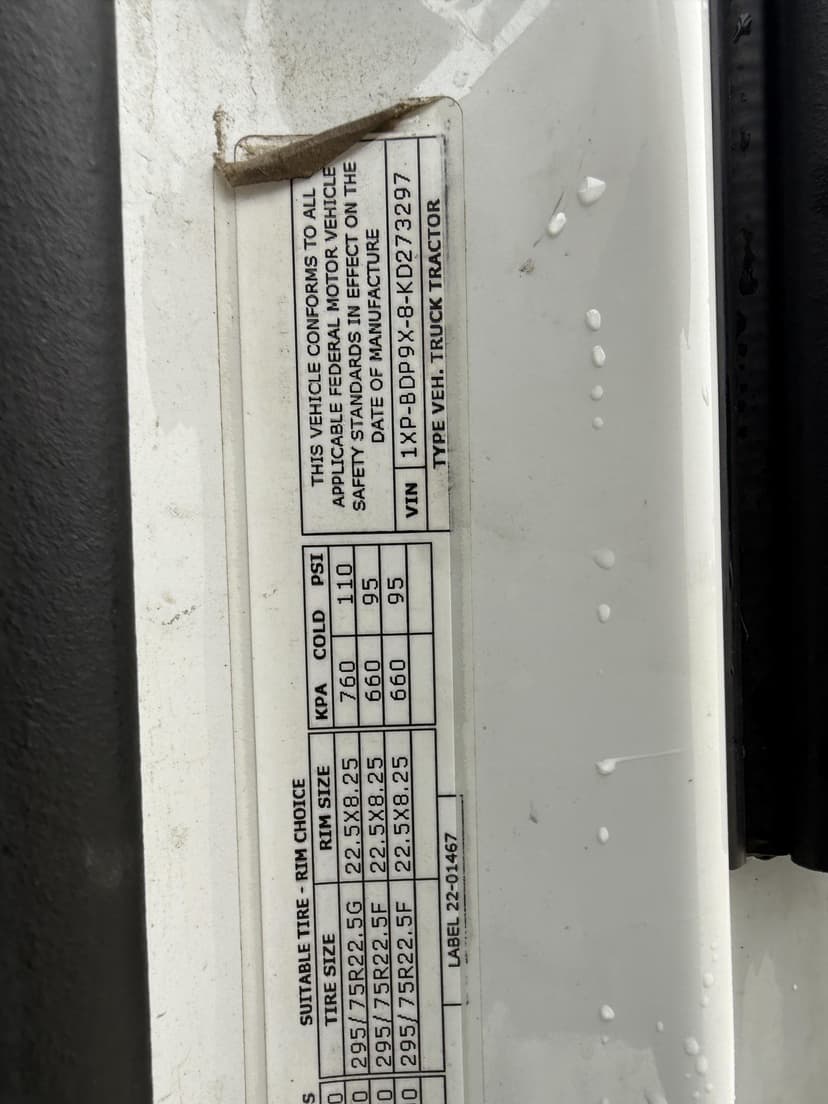 SUITABLE TIRE - RIM CHOICE
TIRE SIZE RIM SIZE KPA COLD PSI
295/75R22.5G 22.5X8.25 760 110
295/75R22.5F 22.5X8.25 660 95
295/75R22.5F 22.5X8.25 660 95
LABEL 22-01467
THIS VEHICLE CONFORMS TO ALL
APPLICABLE FEDERAL MOTOR VEHICLE
SAFETY STANDARDS IN EFFECT ON THE
DATE OF MANUFACTURE
VIN 1XP-BDP9X-8-KD273297
TYPE VEH. TRUCK TRACTOR